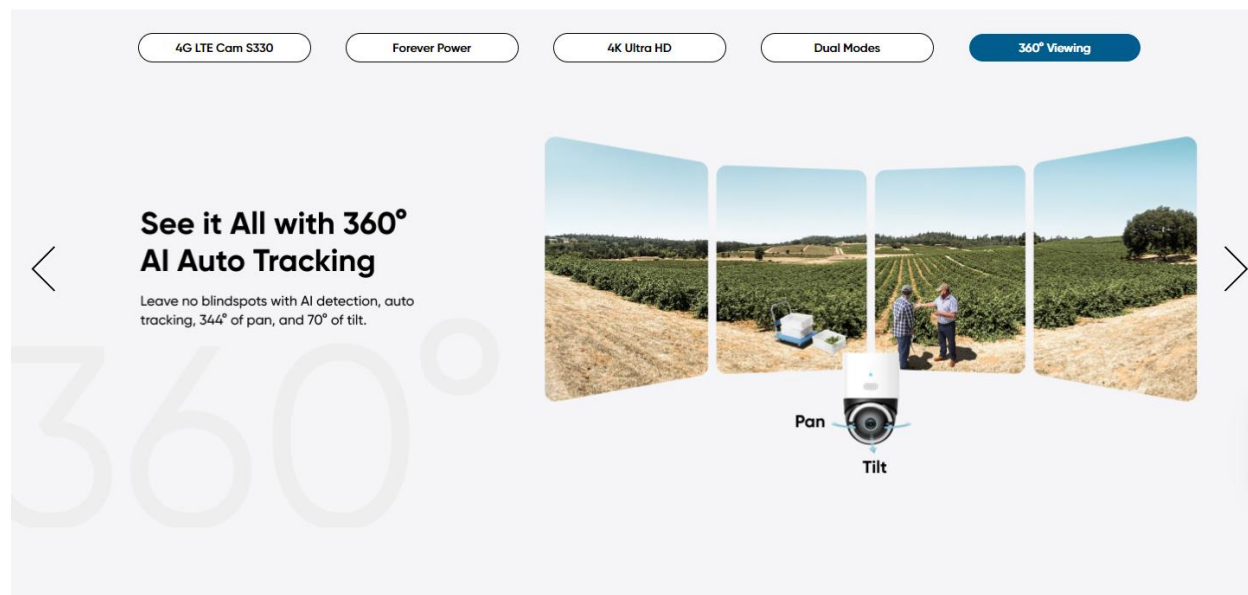 4G LTE Cam S330
Forever Power
4K Ultra HD
Dual Modes
360° Viewing
See it All with 360°
AI Auto Tracking
Leave no blindspots with AI detection, auto
tracking, 344° of pan, and 70° of tilt.
360°
Pan
Tilt